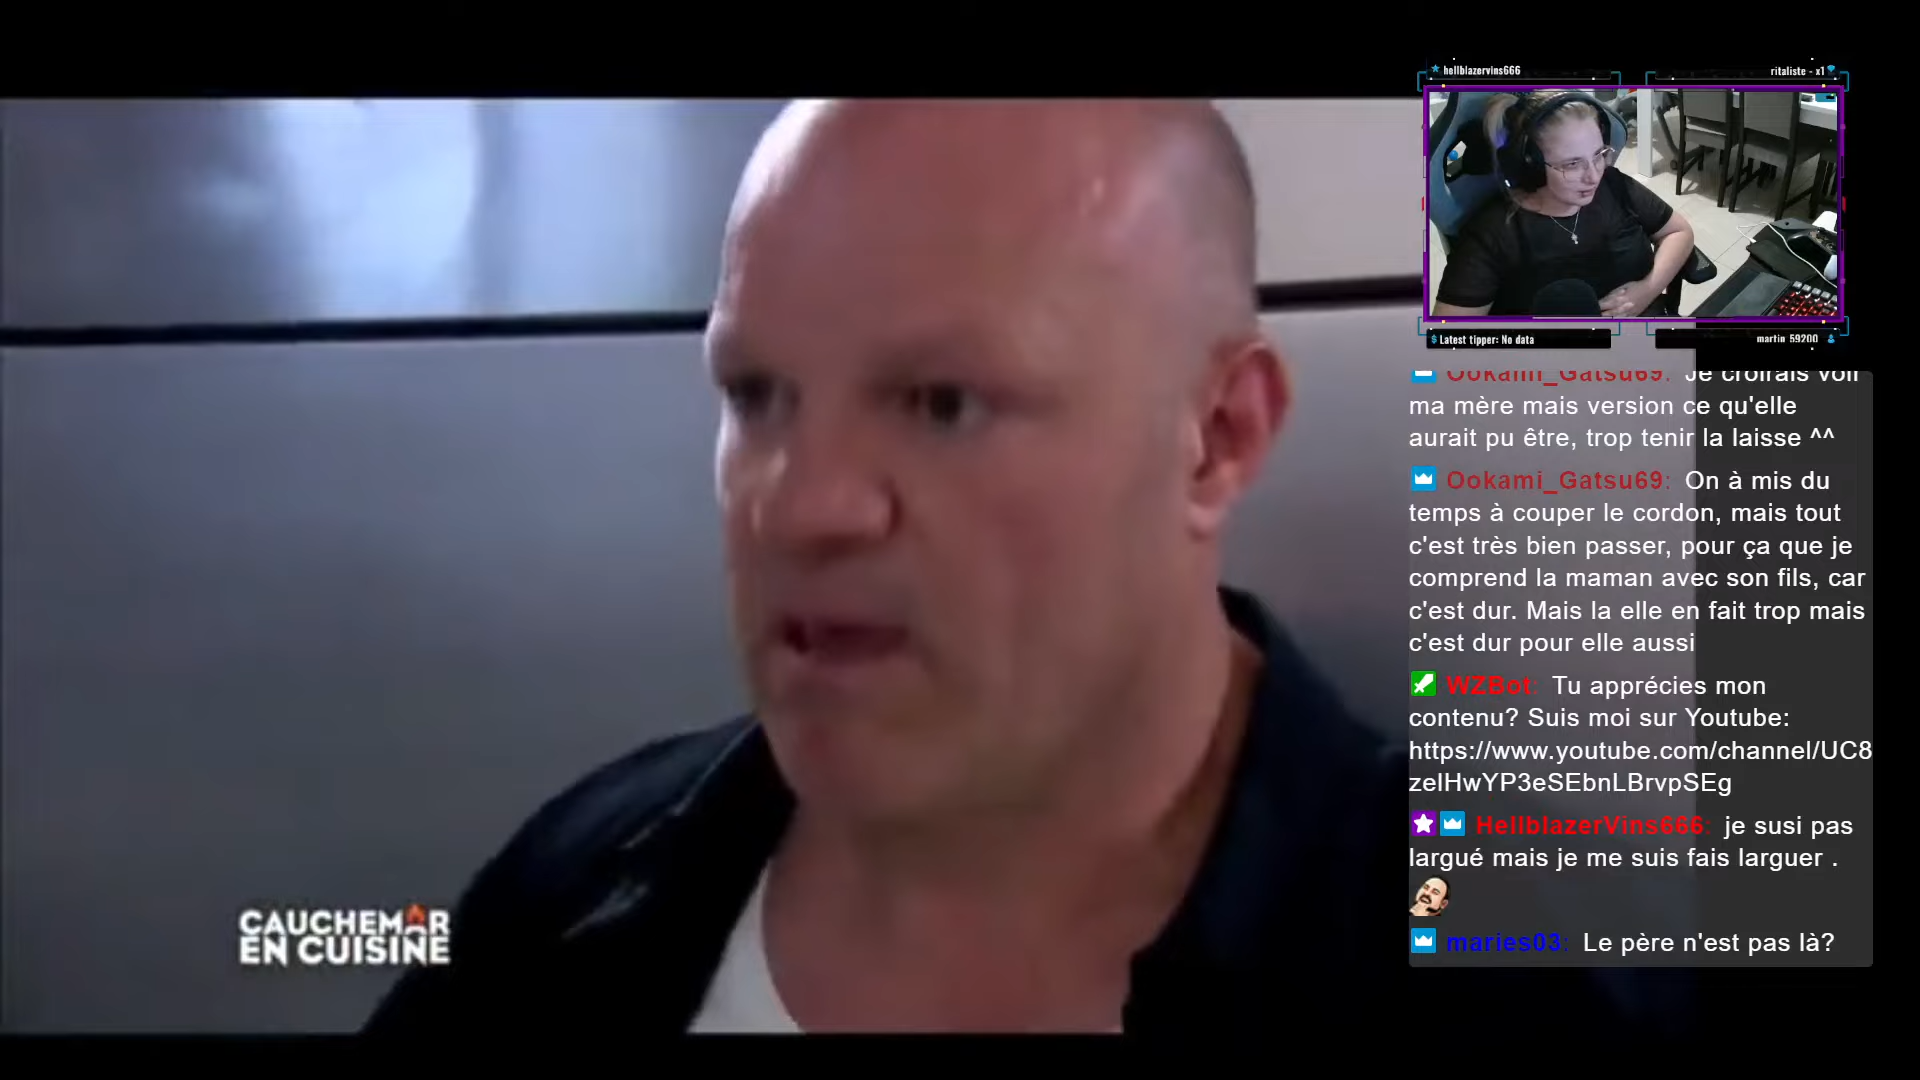 hellblazervins666
ritaliste - x1
Latest tipper: No data
martin_59200
Ookami_Gatsu69: Je croirais voir
ma mère mais version ce qu'elle
aurait pu être, trop tenir la laisse ^^
Ookami_Gatsu69: On à mis du
temps à couper le cordon, mais tout
c'est très bien passer, pour ça que je
comprend la maman avec son fils, car
c'est dur. Mais la elle en fait trop mais
c'est dur pour elle aussi
WZBot: Tu apprécies mon
contenu? Suis moi sur Youtube:
https://www.youtube.com/channel/UC8
zelHwYP3eSEbnLBrvpSEg
HellblazerVins666: je susi pas
largué mais je me suis fais larguer .
maries03: Le père n'est pas là?
CAUCHEMAR
EN CUISINE